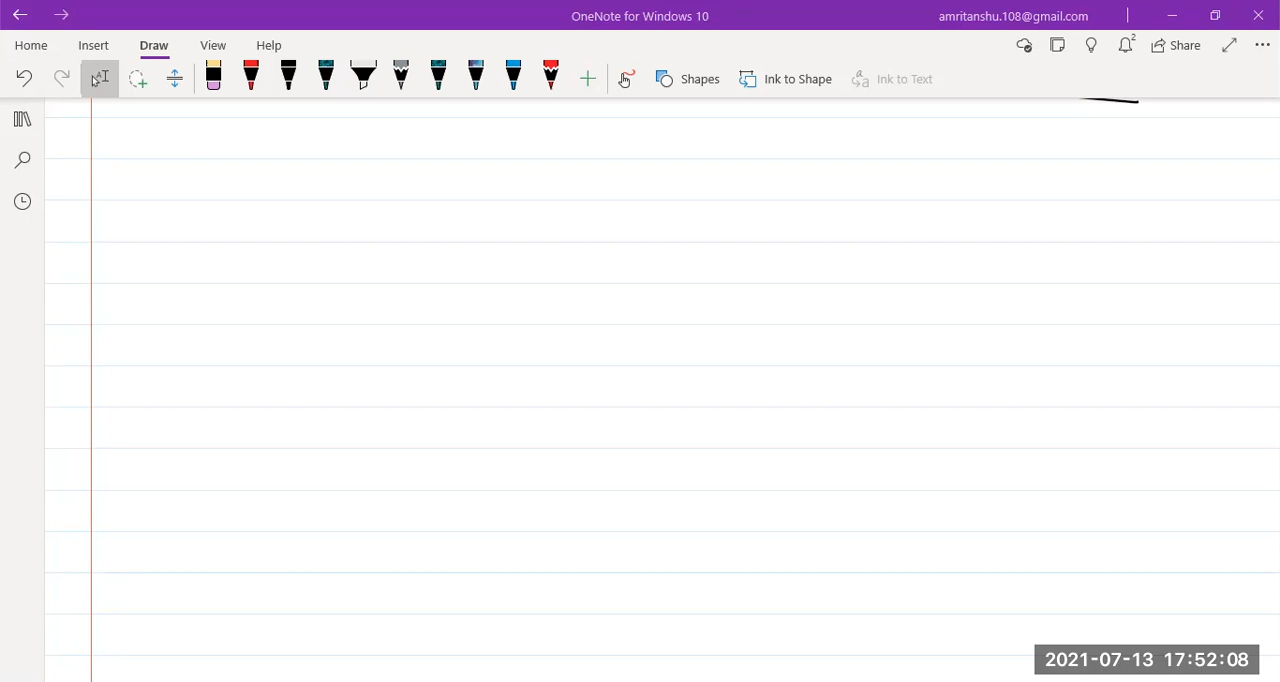 OneNote for Windows 10 amritanshu.108@gmail.com
Home Insert Draw View Help 2 Share
Shapes Ink to Shape Ink to Text
2021-07-13 17:52:08